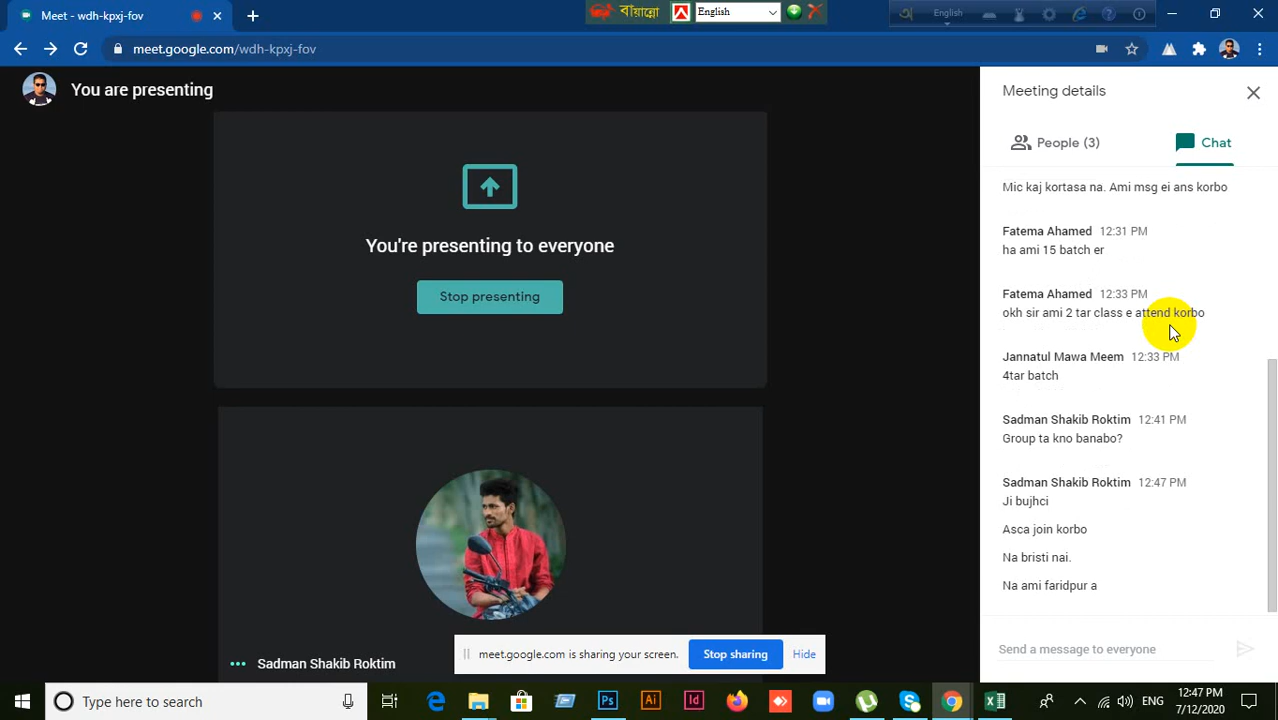 Meet - wdh-kpxj-fov
বাঁয়ান্নো
English
English
meet.google.com/wdh-kpxj-fov
You are presenting
Meeting details
People (3)
Chat
You're presenting to everyone
Stop presenting
Mic kaj kortasa na. Ami msg ei ans korbo
Fatema Ahamed 12:31 PM
ha ami 15 batch er
Fatema Ahamed 12:33 PM
okh sir ami 2 tar class e attend korbo
Jannatul Mawa Meem 12:33 PM
4tar batch
Sadman Shakib Roktim 12:41 PM
Group ta kno banabo?
Sadman Shakib Roktim 12:47 PM
Ji bujhci
Asca join korbo
Na bristi nai.
Na ami faridpur a
Send a message to everyone
Sadman Shakib Roktim
meet.google.com is sharing your screen.
Stop sharing
Hide
Type here to search
Ps
Ai
Id
ENG
12:47 PM
7/12/2020